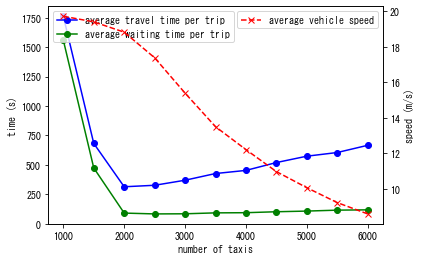 average travel time per trip
average waiting time per trip
average vehicle speed
time (s)
1750
1500
1250
1000
750
500
250
0
20
18
16
14
12
10
speed (m/s)
1000 2000 3000 4000 5000 6000
number of taxis